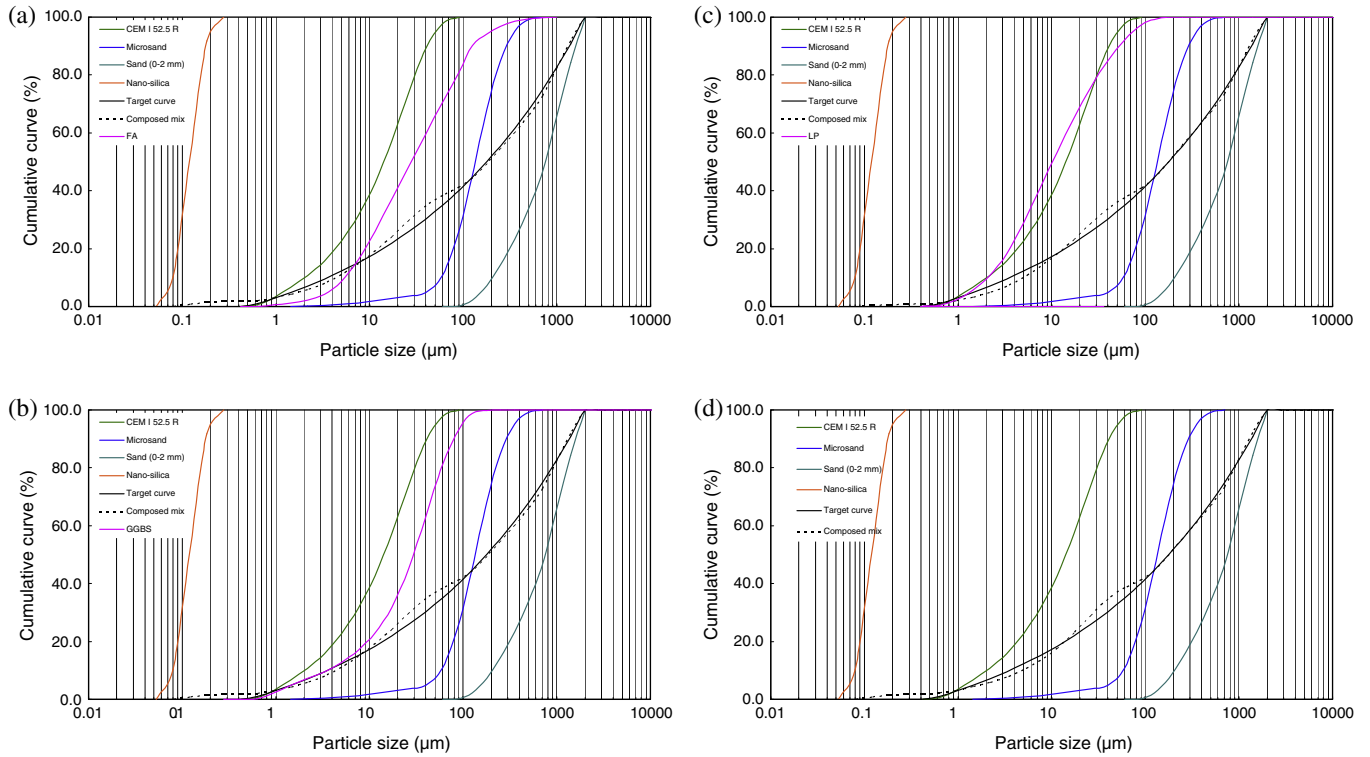 (a)
Cumulative curve (%)
100.0
80.0
60.0
40.0
20.0
0.0
CEM I 52.5 R
Microsand
Sand (0-2 mm)
Nano-silica
Target curve
Composed mix
FA
0.01 0.1 1 10 100 1000 10000
Particle size (µm)
(c)
Cumulative curve (%)
100.0
80.0
60.0
40.0
20.0
0.0
CEM I 52.5 R
Microsand
Sand (0-2 mm)
Nano-silica
Target curve
Composed mix
LP
0.01 0.1 1 10 100 1000 10000
Particle size (µm)
(b)
Cumulative curve (%)
100.0
80.0
60.0
40.0
20.0
0.0
CEM I 52.5 R
Microsand
Sand (0-2 mm)
Nano-silica
Target curve
Composed mix
GGBS
0.01 01 1 10 100 1000 10000
Particle size (µm)
(d)
Cumulative curve (%)
100.0
80.0
60.0
40.0
20.0
0.0
CEM I 52.5 R
Microsand
Sand (0-2 mm)
Nano-silica
Target curve
Composed mix
0.01 0.1 1 10 100 1000 10000
Particle size (µm)